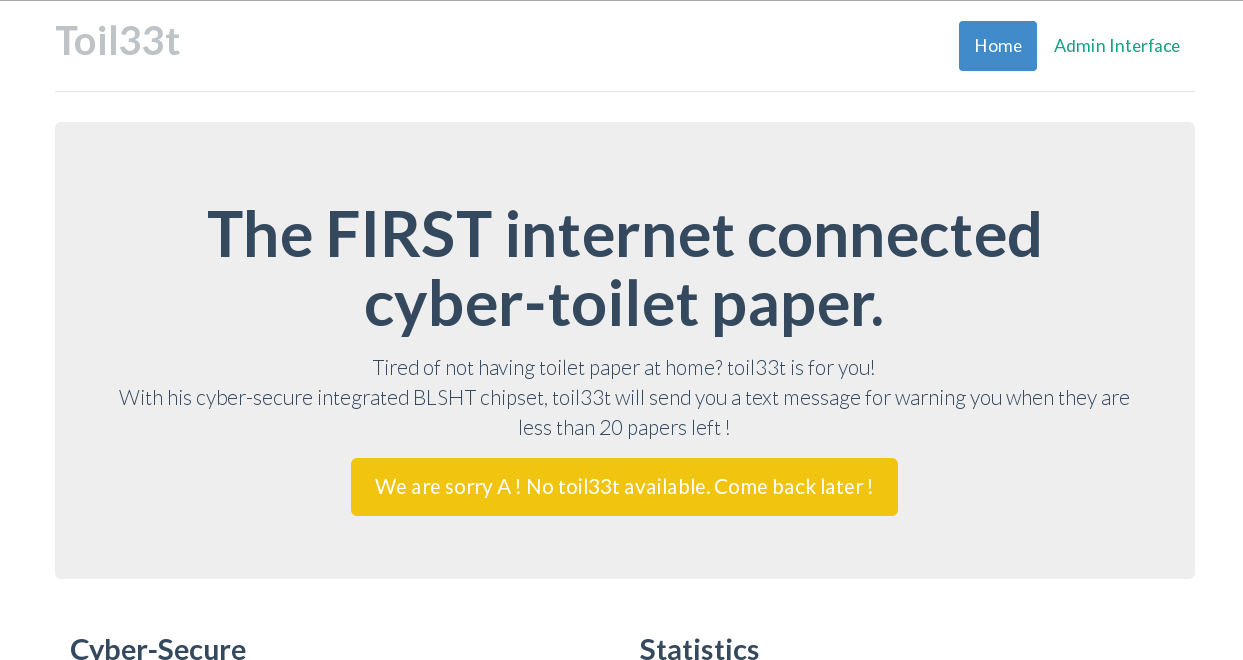 Toil33t
Home
Admin Interface
The FIRST internet connected
cyber-toilet paper.
Tired of not having toilet paper at home? toil33t is for you!
With his cyber-secure integrated BLSHT chipset, toil33t will send you a text message for warning you when they are
less than 20 papers left !
We are sorry A ! No toil33t available. Come back later !
Cyber-Secure
Statistics